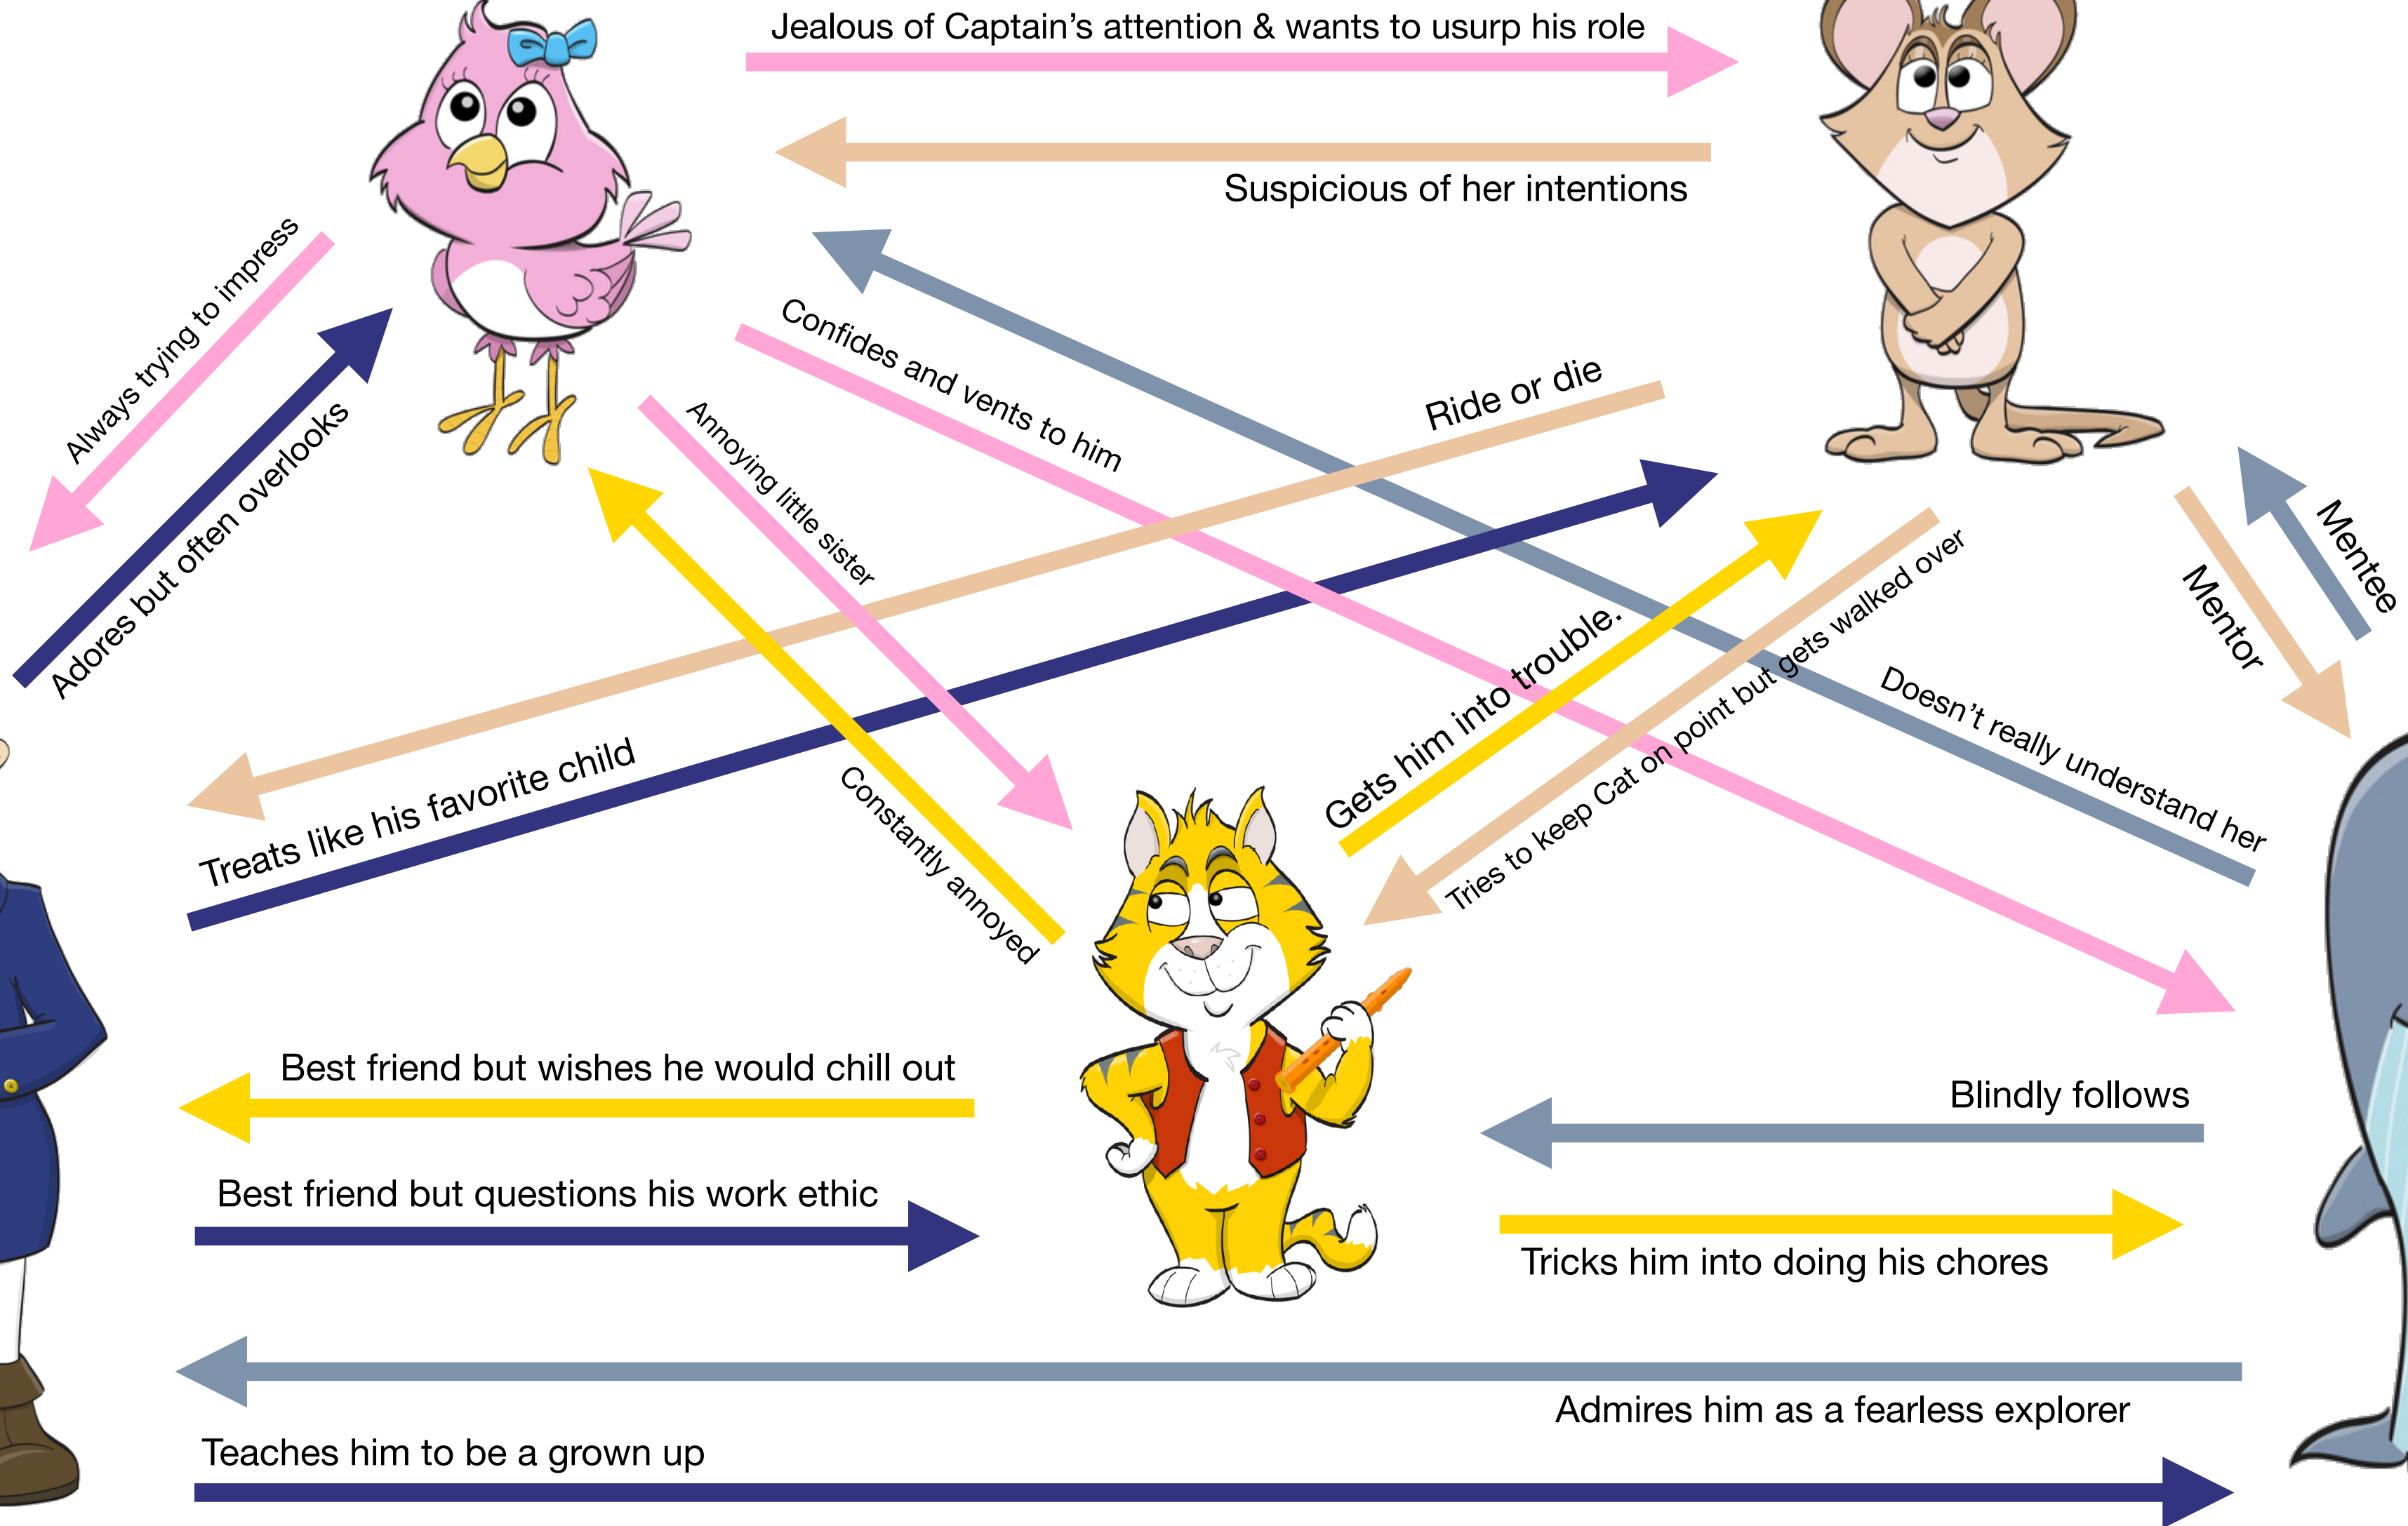 Jealous of Captain’s attention & wants to usurp his role
Suspicious of her intentions
Always trying to impress
Adores but often overlooks
Confides and vents to him
Annoying little sister
Ride or die
Mentee
Mentor
Gets him into trouble.
Tries to keep Cat on point but gets walked over
Doesn’t really understand her
Treats like his favorite child
Constantly annoyed
Best friend but wishes he would chill out
Blindly follows
Best friend but questions his work ethic
Tricks him into doing his chores
Admires him as a fearless explorer
Teaches him to be a grown up